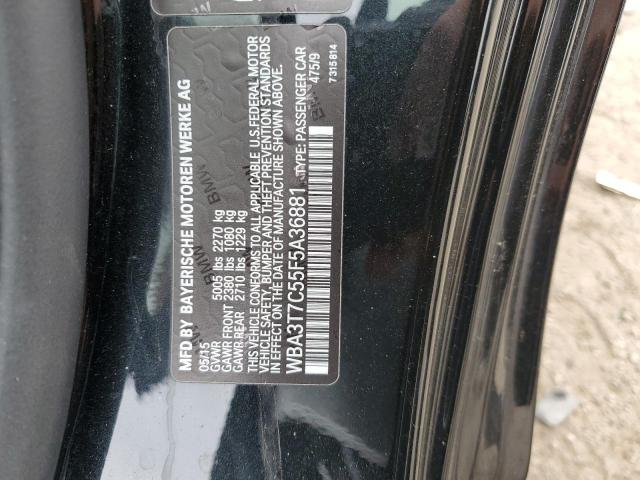 MFD BY BAYERISCHE MOTOREN WERKE AG
05/15
GVWR 5005 lbs 2270 kg
GAWR FRONT 2380 lbs 1080 kg
GAWR REAR 2710 lbs 1229 kg
THIS VEHICLE CONFORMS TO ALL APPLICABLE U.S.FEDERAL MOTOR
VEHICLE SAFETY, BUMPER AND THEFT PREVENTION STANDARDS
IN EFFECT ON THE DATE OF MANUFACTURE SHOWN ABOVE.
WBA3T7C55F5A36881 TYPE: PASSENGER CAR
475/9
7315814
BMW